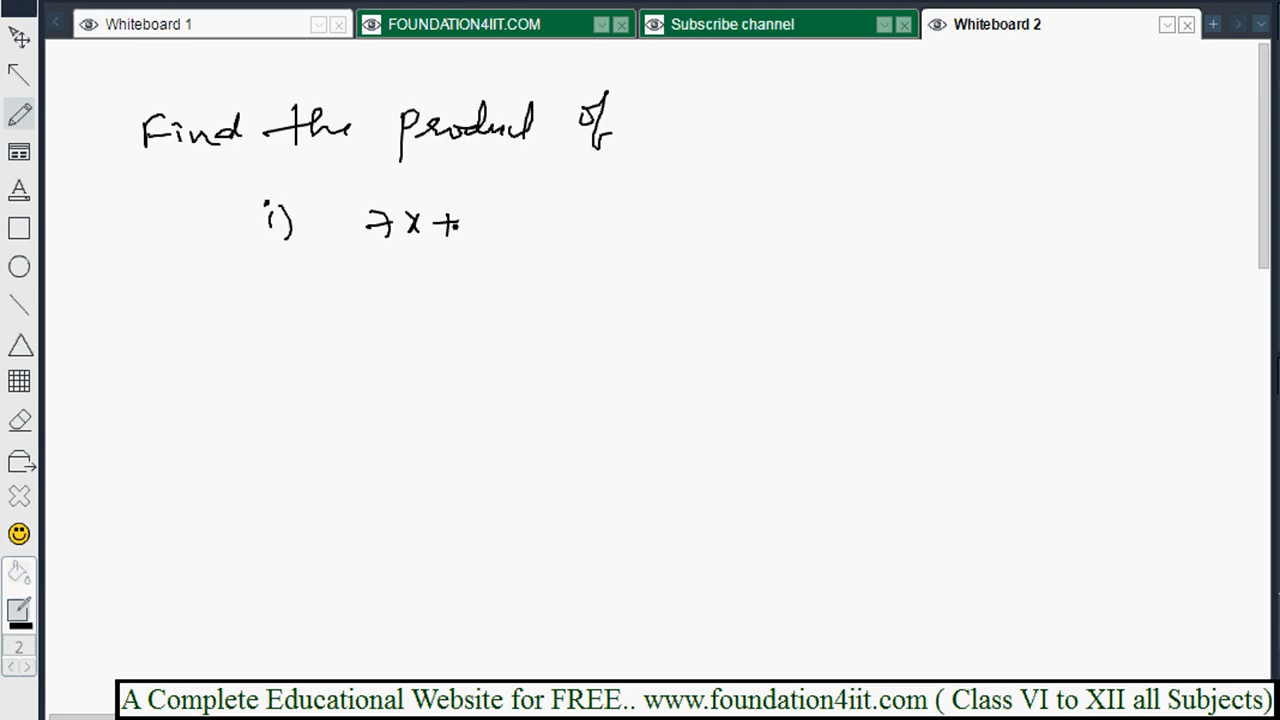 Whiteboard 1 FOUNDATION4IIT.COM Subscribe channel Whiteboard 2
Find the product of
i) 7x+
2
A Complete Educational Website for FREE.. www.foundation4iit.com ( Class VI to XII all Subjects)